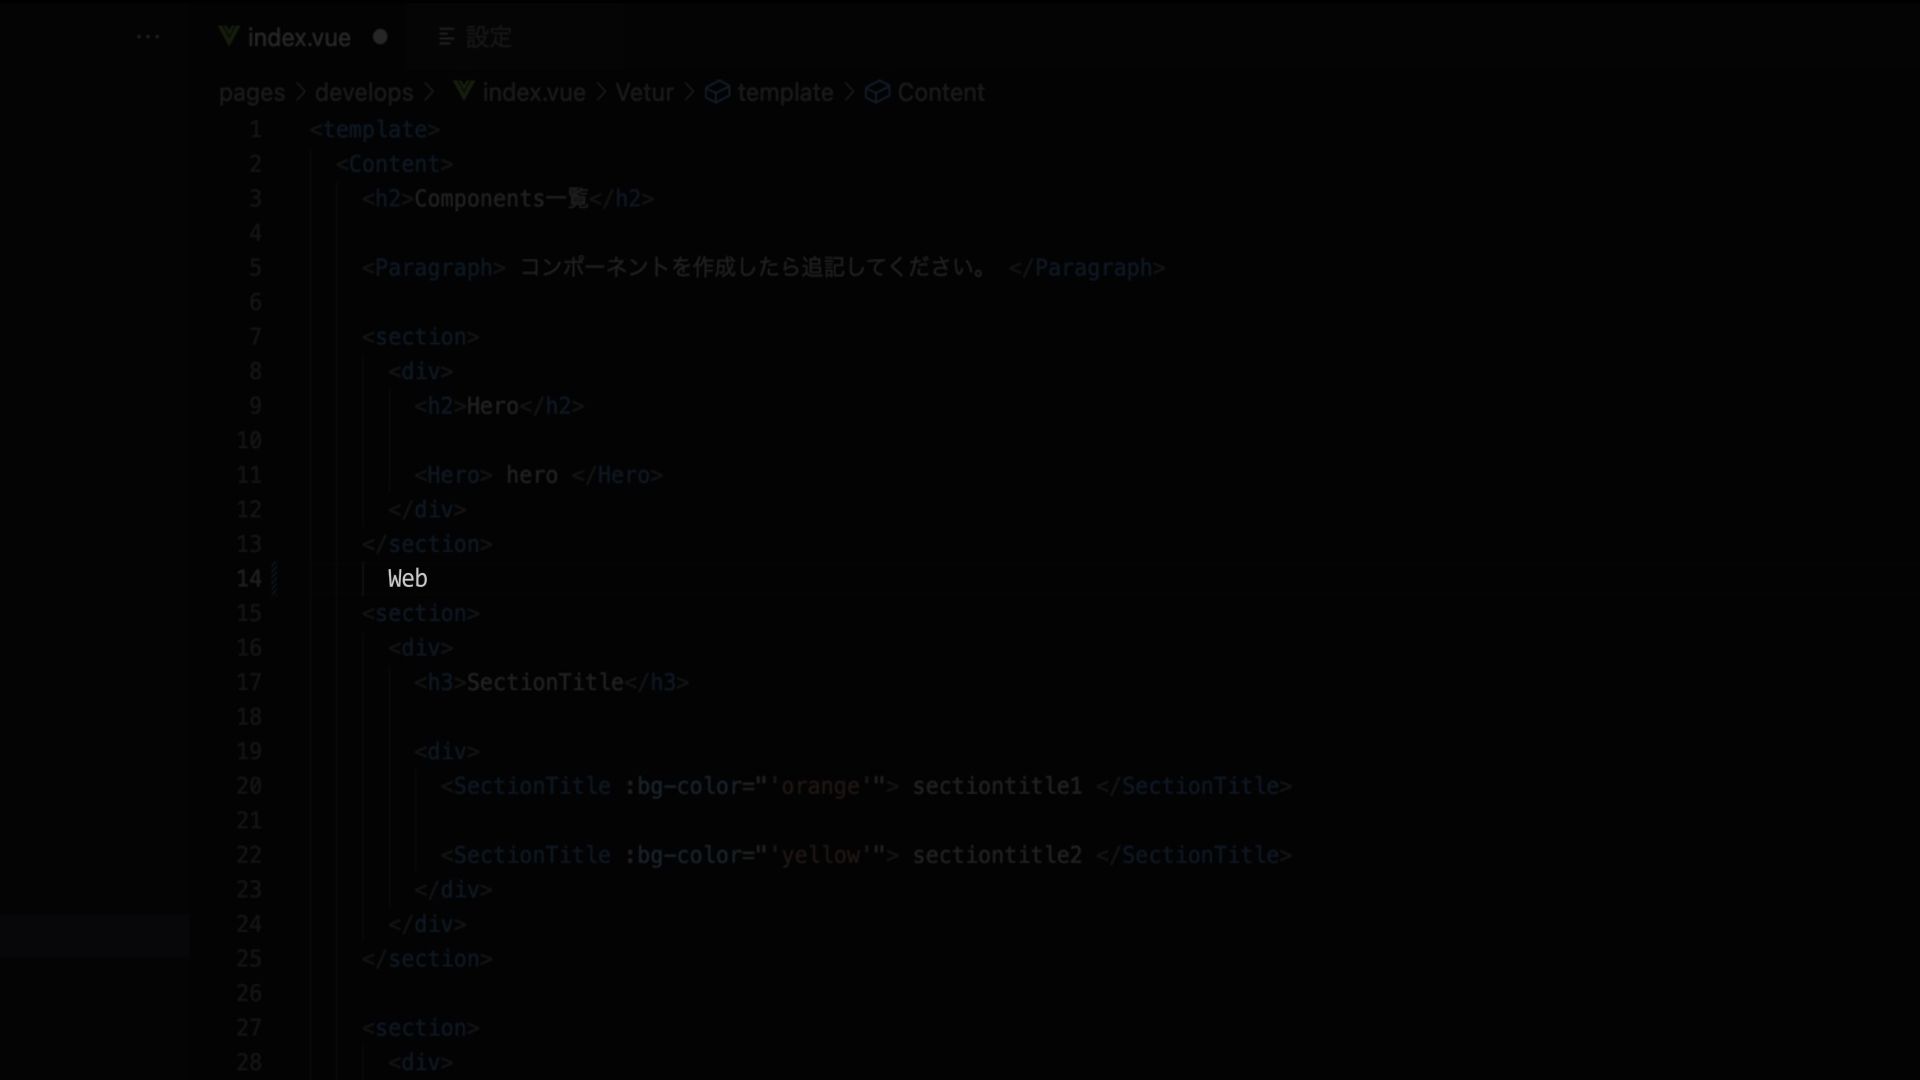 … index.vue ● 設定
pages > develops > index.vue > Vetur > template > Content
1 <template>
2 <Content>
3 <h2>Components一覧</h2>
4
5 <Paragraph> コンポーネントを作成したら追記してください。 </Paragraph>
6
7 <section>
8 <div>
9 <h2>Hero</h2>
10
11 <Hero> hero </Hero>
12 </div>
13 </section>
14 Web
15 <section>
16 <div>
17 <h3>SectionTitle</h3>
18
19 <div>
20 <SectionTitle :bg-color="'orange'"> sectiontitle1 </SectionTitle>
21
22 <SectionTitle :bg-color="'yellow'"> sectiontitle2 </SectionTitle>
23 </div>
24 </div>
25 </section>
26
27 <section>
28 <div>